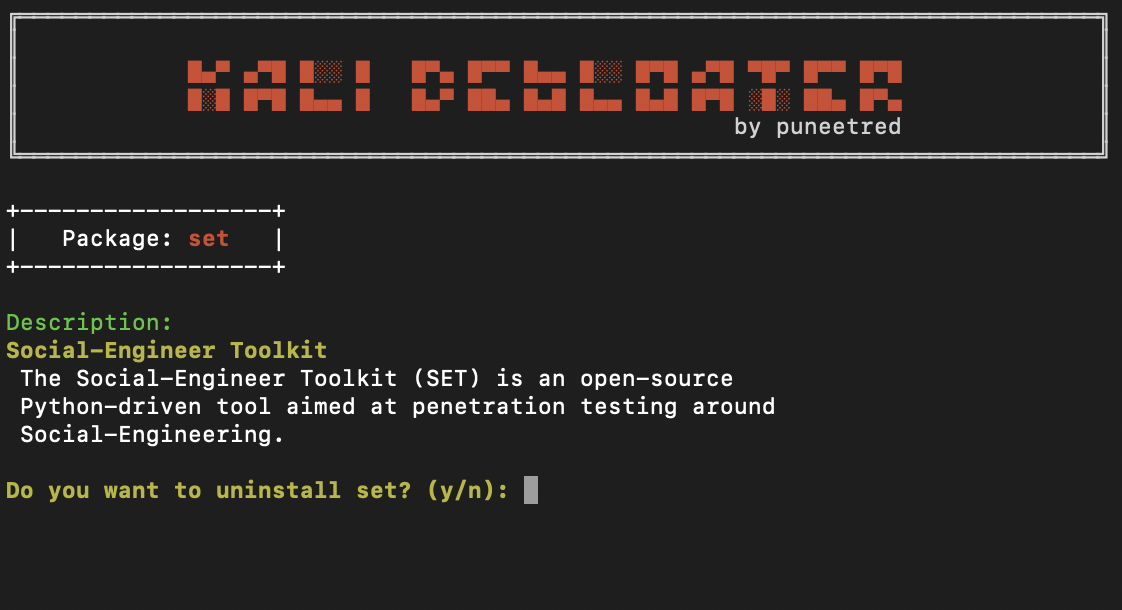 KALI DEBLOATER
by puneetred
+------------------+
|   Package: set   |
+------------------+
Description:
Social-Engineer Toolkit
The Social-Engineer Toolkit (SET) is an open-source
Python-driven tool aimed at penetration testing around
Social-Engineering.
Do you want to uninstall set? (y/n):